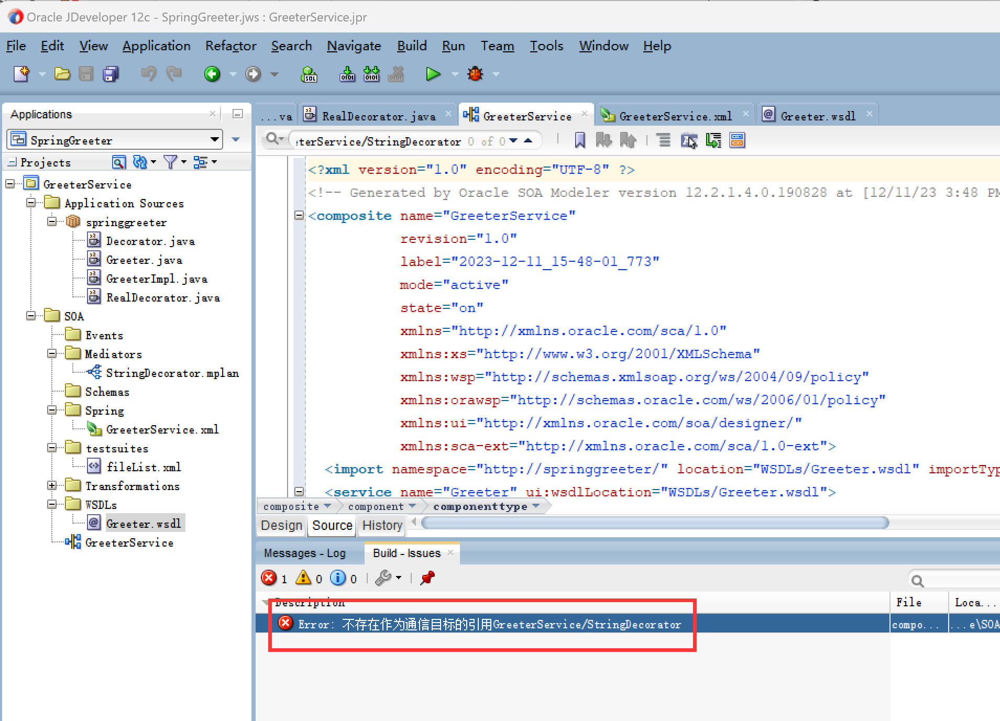 Oracle JDeveloper 12c - SpringGreeter.jws : GreeterService.jpr
File Edit View Application Refactor Search Navigate Build Run Team Tools Window Help
Applications
SpringGreeter
Projects
GreeterService
Application Sources
springgreeter
Decorator.java
Greeter.java
GreeterImpl.java
RealDecorator.java
SOA
Events
Mediators
StringDecorator.mplan
Schemas
Spring
GreeterService.xml
testsuites
fileList.xml
Transformations
WSDLs
Greeter.wsdl
GreeterService
...va RealDecorator.java GreeterService GreeterService.xml Greeter.wsdl
terService/StringDecorator 0 of 0
<?xml version="1.0" encoding="UTF-8" ?>
<!-- Generated by Oracle SOA Modeler version 12.2.1.4.0.190828 at [12/11/23 3:48 PM
<composite name="GreeterService"
revision="1.0"
label="2023-12-11_15-48-01_773"
mode="active"
state="on"
xmlns="http://xmlns.oracle.com/sca/1.0"
xmlns:xs="http://www.w3.org/2001/XMLSchema"
xmlns:wsp="http://schemas.xmlsoap.org/ws/2004/09/policy"
xmlns:orawsp="http://schemas.oracle.com/ws/2006/01/policy"
xmlns:ui="http://xmlns.oracle.com/soa/designer/"
xmlns:sca-ext="http://xmlns.oracle.com/sca/1.0-ext">
<import namespace="http://springgreeter/" location="WSDLs/Greeter.wsdl" importTyp
<service name="Greeter" ui:wsdlLocation="WSDLs/Greeter.wsdl">
composite component componenttype
Design Source History
Messages - Log Build - Issues
1 0 0
Description File Loca...
Error: 不存在作为通信目标的引用GreeterService/StringDecorator compo... ...e\SOA